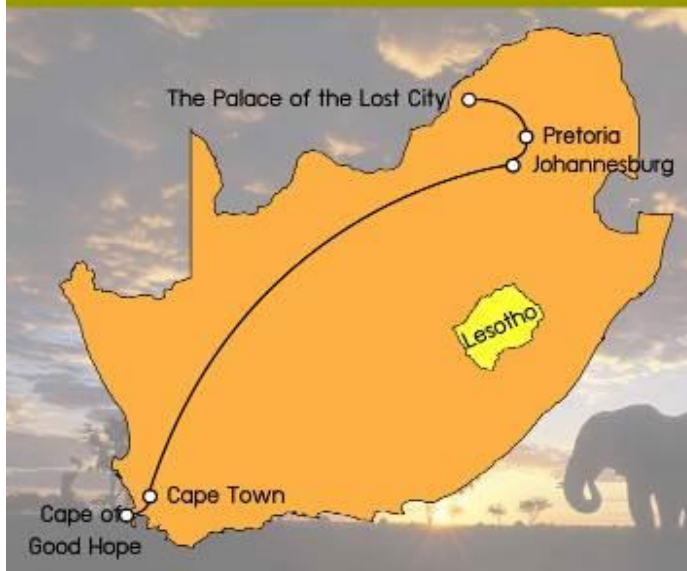 The Palace of the Lost City
Pretoria
Johannesburg
Lesotho
Cape Town
Cape of
Good Hope